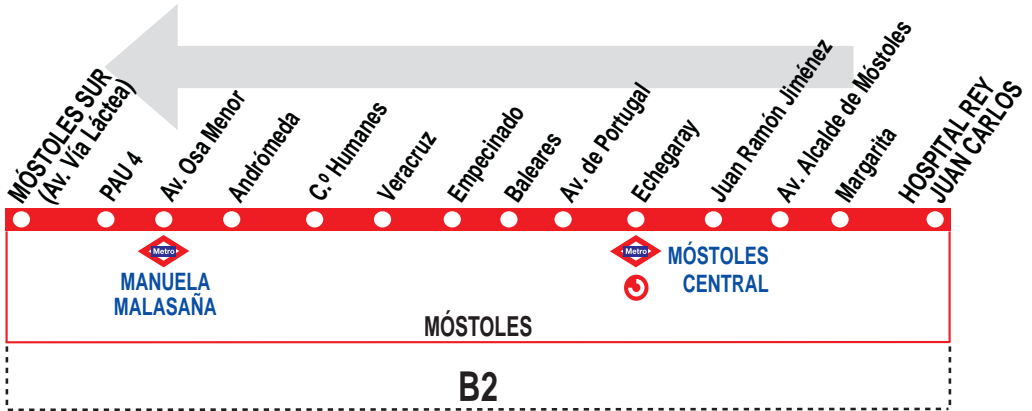 MÓSTOLES SUR
(Av. Vía Láctea)
PAU 4
Av. Osa Menor
Andrómeda
C.º Humanes
Veracruz
Empecinado
Baleares
Av. de Portugal
Echegaray
Juan Ramón Jiménez
Av. Alcalde de Móstoles
Margarita
HOSPITAL REY
JUAN CARLOS
Metro
MANUELA
MALASAÑA
Metro
MÓSTOLES
CENTRAL
MÓSTOLES
B2